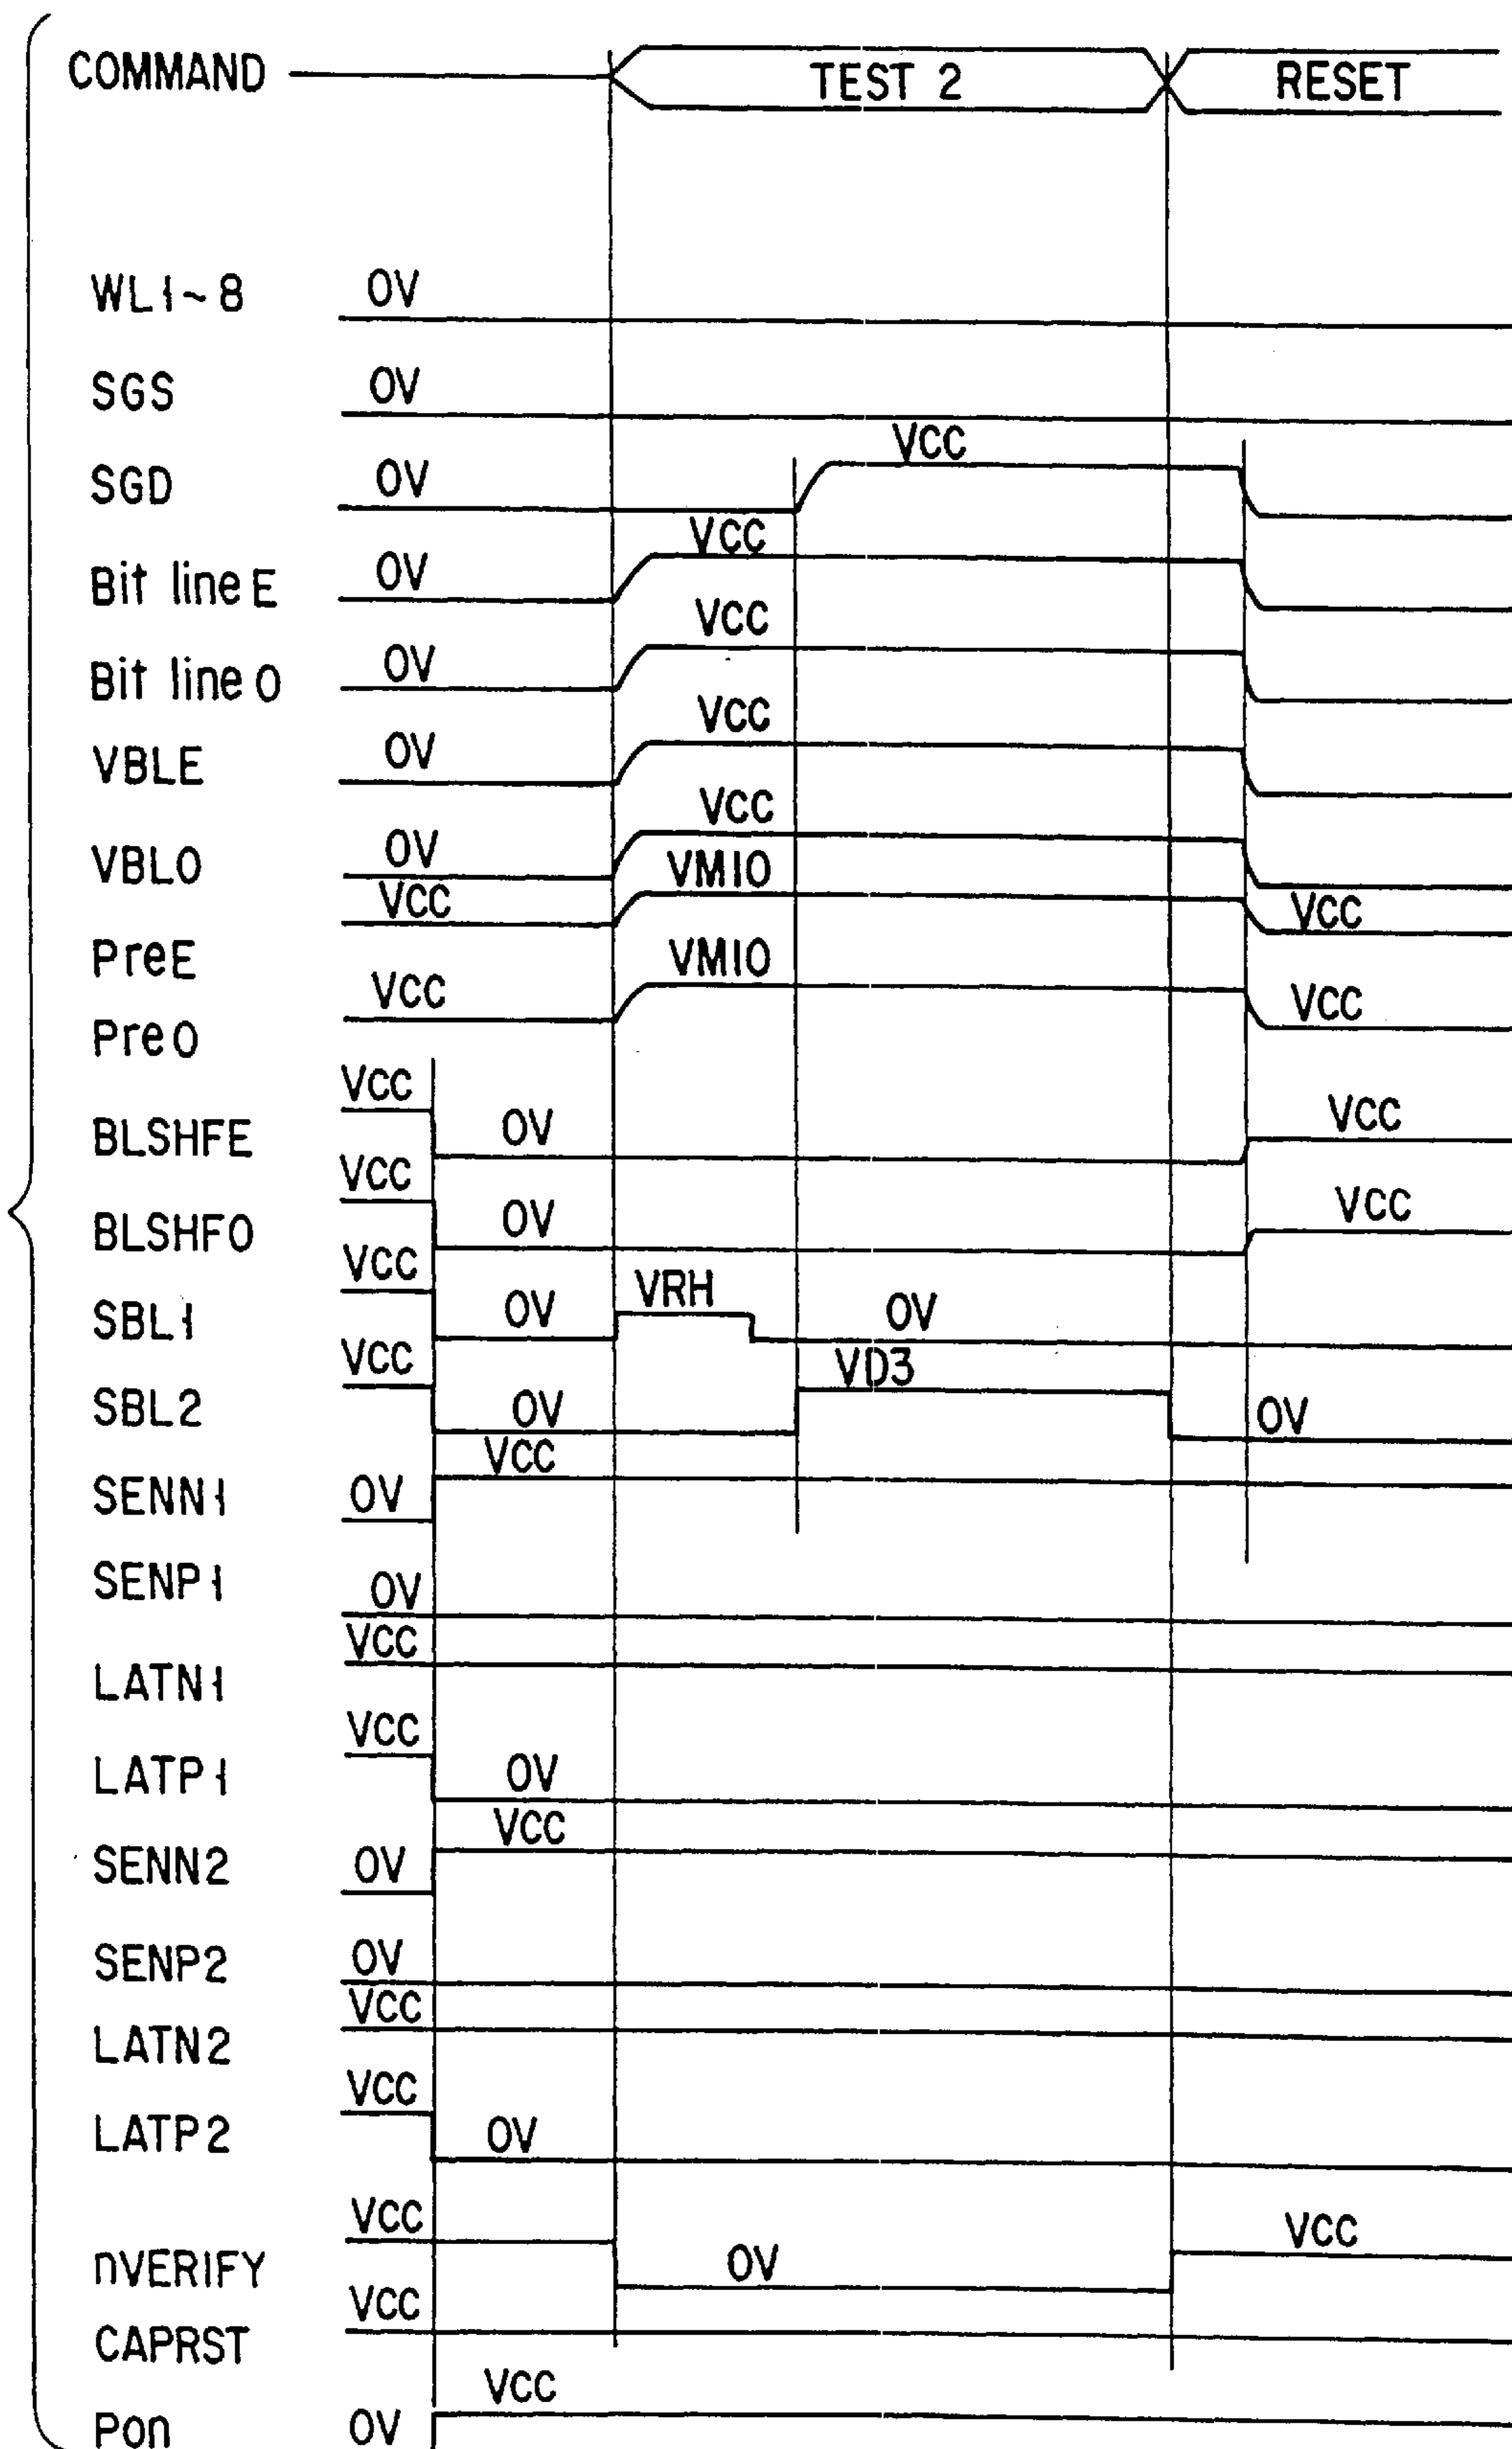 COMMAND TEST 2 RESET
WL1~8 0V
SGS 0V
SGD 0V VCC
Bit line E 0V VCC
Bit line O 0V VCC
VBLE 0V VCC
VBLO 0V VCC
PreE VCC VM10 VCC
PreO VCC VM10 VCC
BLSHFE VCC 0V VCC
BLSHFO VCC 0V VCC
SBL1 VCC 0V VRH 0V
SBL2 VCC 0V VD3 0V
SENN1 0V VCC
SENP1 0V
LATN1 VCC
LATP1 VCC 0V
SENN2 0V VCC
SENP2 0V
LATN2 VCC
LATP2 VCC 0V
nVERIFY VCC 0V VCC
CAPRST VCC
Pon 0V VCC